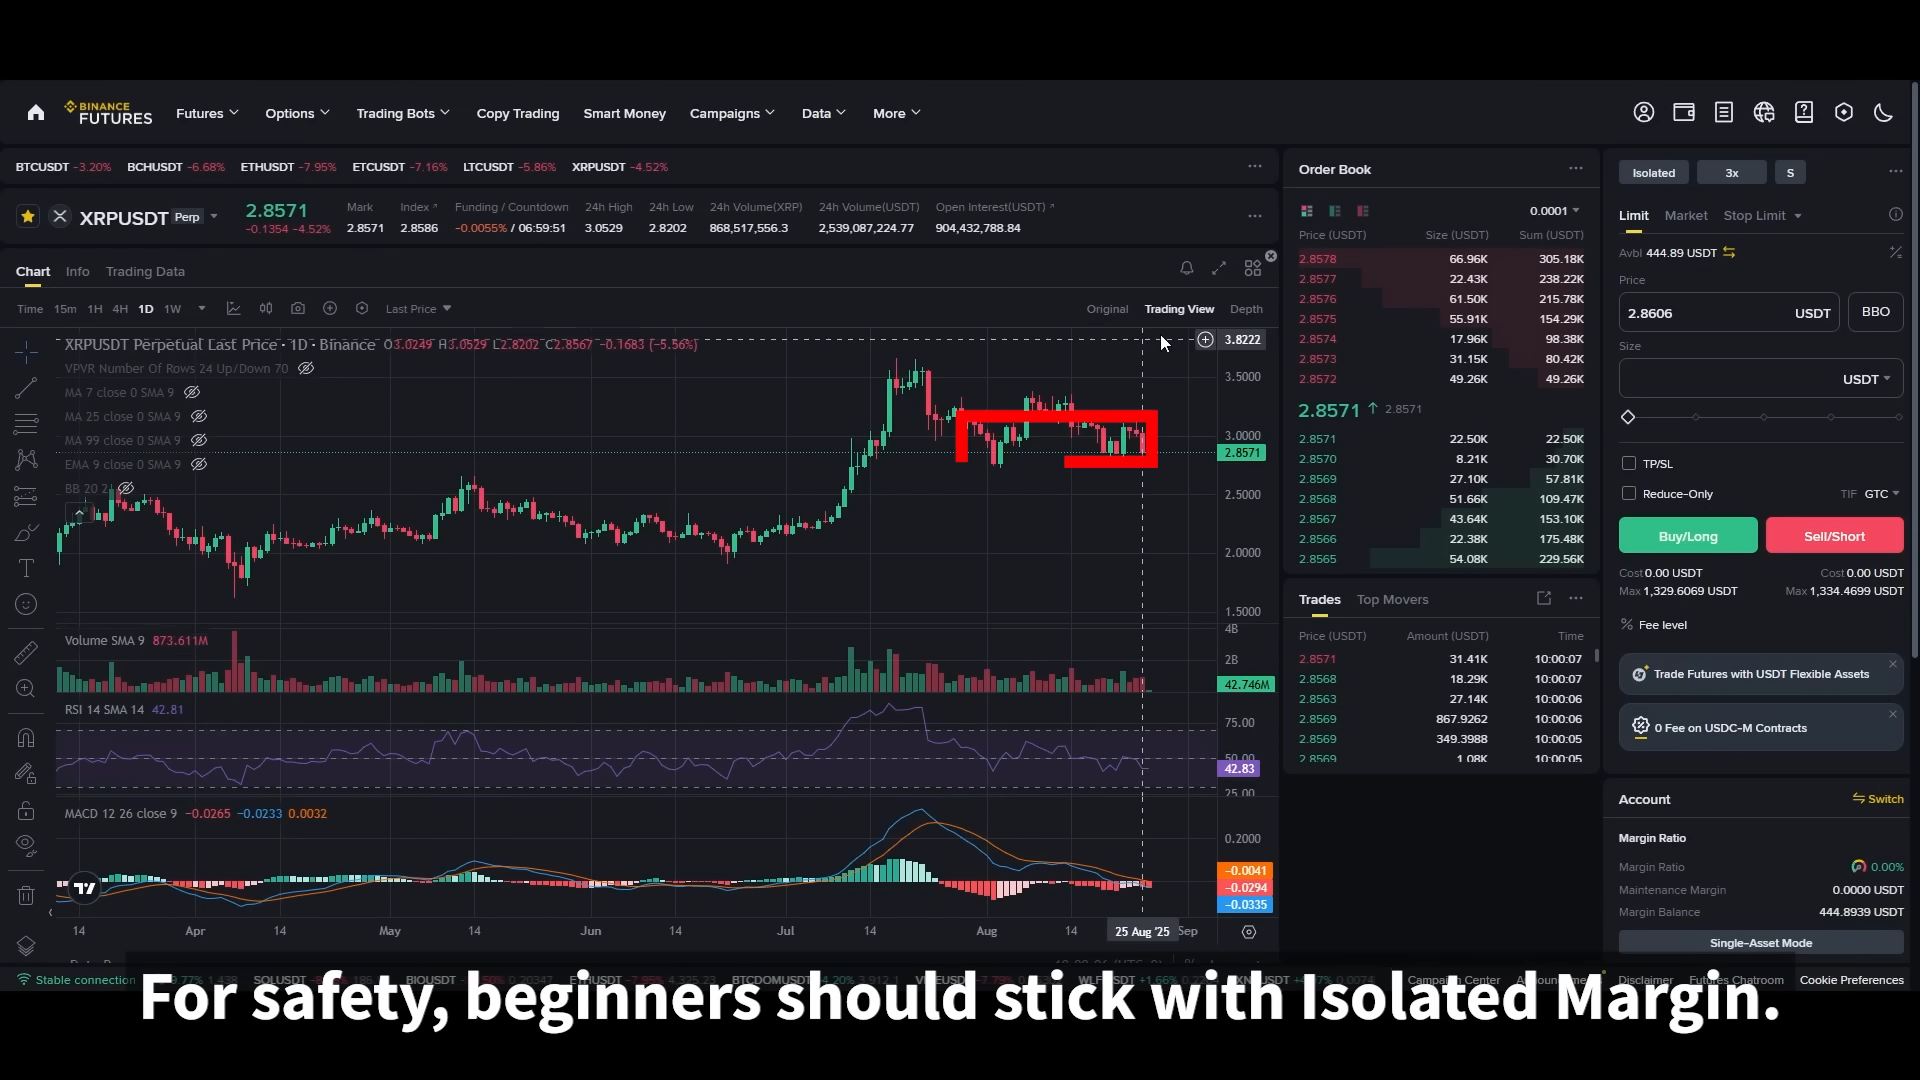 BINANCE
FUTURES
Futures Options Trading Bots Copy Trading Smart Money Campaigns Data More
BTCUSDT -3.20% BCHUSDT -6.68% ETHUSDT -7.95% ETCUSDT -7.16% LTCUSDT -5.86% XRPUSDT -4.52%
XRPUSDT Perp
2.8571
-0.1354 -4.52%
Mark
2.8571
Index
2.8586
Funding / Countdown
-0.0055% / 06:59:51
24h High
3.0529
24h Low
2.8202
24h Volume(XRP)
868,517,556.3
24h Volume(USDT)
2,539,087,224.77
Open Interest(USDT)
904,432,788.84
Chart Info Trading Data
Time 15m 1H 4H 1D 1W Last Price
Original Trading View Depth
XRPUSDT Perpetual Last Price · 1D · Binance O3.0249 H3.0529 L2.8202 C2.8567 -0.1683 (-5.56%)
VPVR Number Of Rows 24 Up/Down 70
MA 7 close 0 SMA 9
MA 25 close 0 SMA 9
MA 99 close 0 SMA 9
EMA 9 close 0 SMA 9
BB 20 2
3.8222
3.5000
3.0000
2.8571
2.5000
2.0000
1.5000
Volume SMA 9 873.611M
4B
2B
42.746M
RSI 14 SMA 14 42.81
75.00
50.00
42.83
25.00
MACD 12 26 close 9 -0.0265 -0.0233 0.0032
0.2000
-0.0041
-0.0294
-0.0335
14 Apr 14 May 14 Jun 14 Jul 14 Aug 14 25 Aug '25 Sep
Order Book
0.0001
Price (USDT) Size (USDT) Sum (USDT)
2.8578 66.96K 305.18K
2.8577 22.43K 238.22K
2.8576 61.50K 215.78K
2.8575 55.91K 154.29K
2.8574 17.96K 98.38K
2.8573 31.15K 80.42K
2.8572 49.26K 49.26K
2.8571 2.8571
2.8571 22.50K 22.50K
2.8570 8.21K 30.70K
2.8569 27.10K 57.81K
2.8568 51.66K 109.47K
2.8567 43.64K 153.10K
2.8566 22.38K 175.48K
2.8565 54.08K 229.56K
Trades Top Movers
Price (USDT) Amount (USDT) Time
2.8571 31.41K 10:00:07
2.8568 18.29K 10:00:07
2.8563 27.14K 10:00:06
2.8569 867.9262 10:00:06
2.8569 349.3988 10:00:05
2.8569 1.08K 10:00:05
Isolated 3x S
Limit Market Stop Limit
Avbl 444.89 USDT
Price
2.8606 USDT BBO
Size
USDT
TP/SL
Reduce-Only TIF GTC
Buy/Long Sell/Short
Cost 0.00 USDT Cost 0.00 USDT
Max 1,329.6069 USDT Max 1,334.4699 USDT
% Fee level
Trade Futures with USDT Flexible Assets
0 Fee on USDC-M Contracts
Account Switch
Margin Ratio
Margin Ratio 0.00%
Maintenance Margin 0.0000 USDT
Margin Balance 444.8939 USDT
Single-Asset Mode
Stable connection SOLUSDT BIOUSDT ETHUSDT BTCDOMUSDT Disclaimer Futures Chatroom Cookie Preferences
For safety, beginners should stick with Isolated Margin.